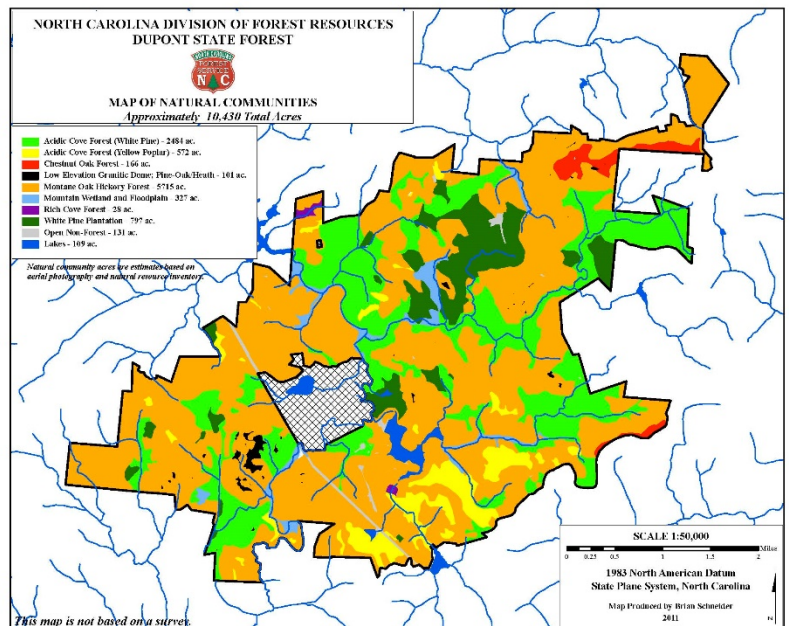 NORTH CAROLINA DIVISION OF FOREST RESOURCES
DUPONT STATE FOREST
N C
MAP OF NATURAL COMMUNITIES
Approximately 10,430 Total Acres
Acidic Cove Forest (White Pine) - 2484 ac.
Acidic Cove Forest (Yellow Poplar) - 572 ac.
Chestnut Oak Forest - 166 ac.
Low Elevation Granitic Dome; Pine-Oak/Heath - 101 ac.
Montane Oak Hickory Forest - 5715 ac.
Mountain Wetland and Floodplain - 327 ac.
Rich Cove Forest - 28 ac.
White Pine Plantation - 797 ac.
Open Non-Forest - 131 ac.
Lakes - 109 ac.
Natural community acres are estimates based on
aerial photography and natural resource inventory.
SCALE 1:50,000
0 0.25 0.5 1 1.5 2 Miles
1983 North American Datum
State Plane System, North Carolina
Map Produced by Brian Schneider
2011
N
This map is not based on a survey.